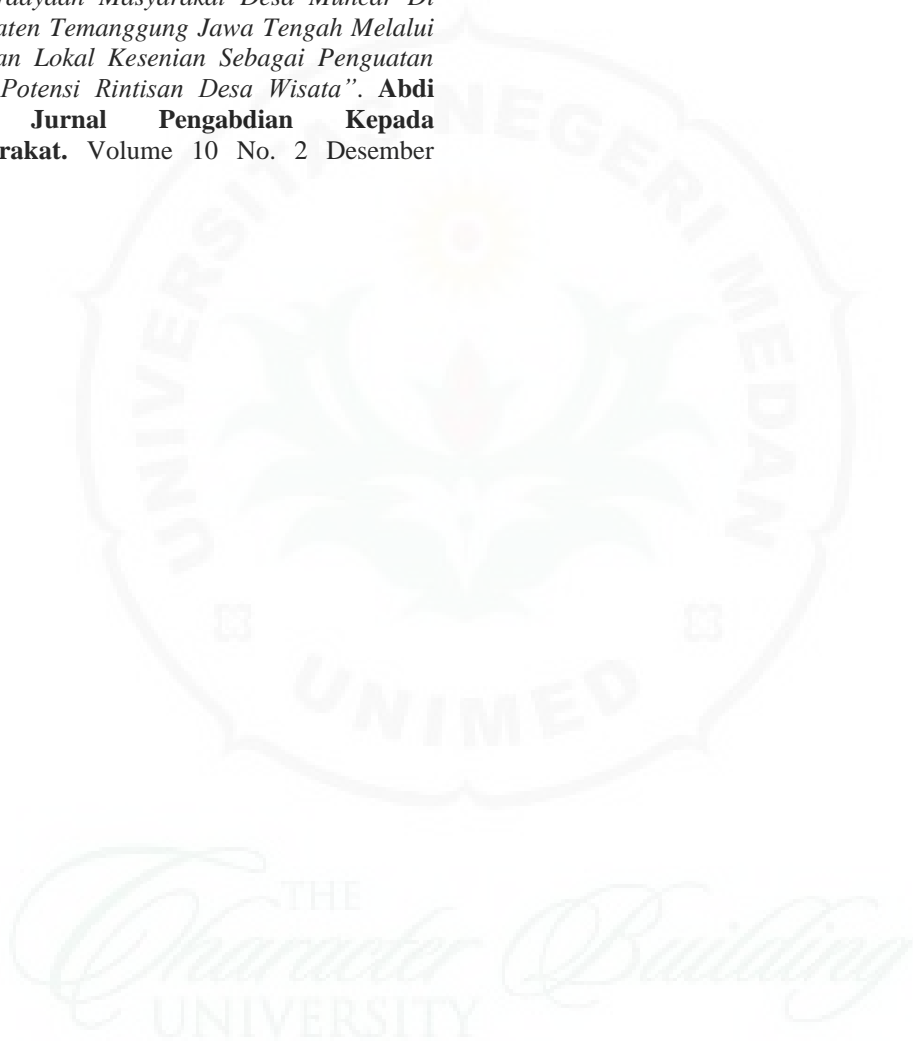 rdayaan Masyarakat Desa Muncar Di
aten Temanggung Jawa Tengah Melalui
an Lokal Kesenian Sebagai Penguatan
Potensi Rintisan Desa Wisata”. Abdi
Jurnal Pengabdian Kepada
rakat. Volume 10 No. 2 Desember
UNIVERSITAS NEGERI MEDAN
UNIMED
THE
Character Building
UNIVERSITY